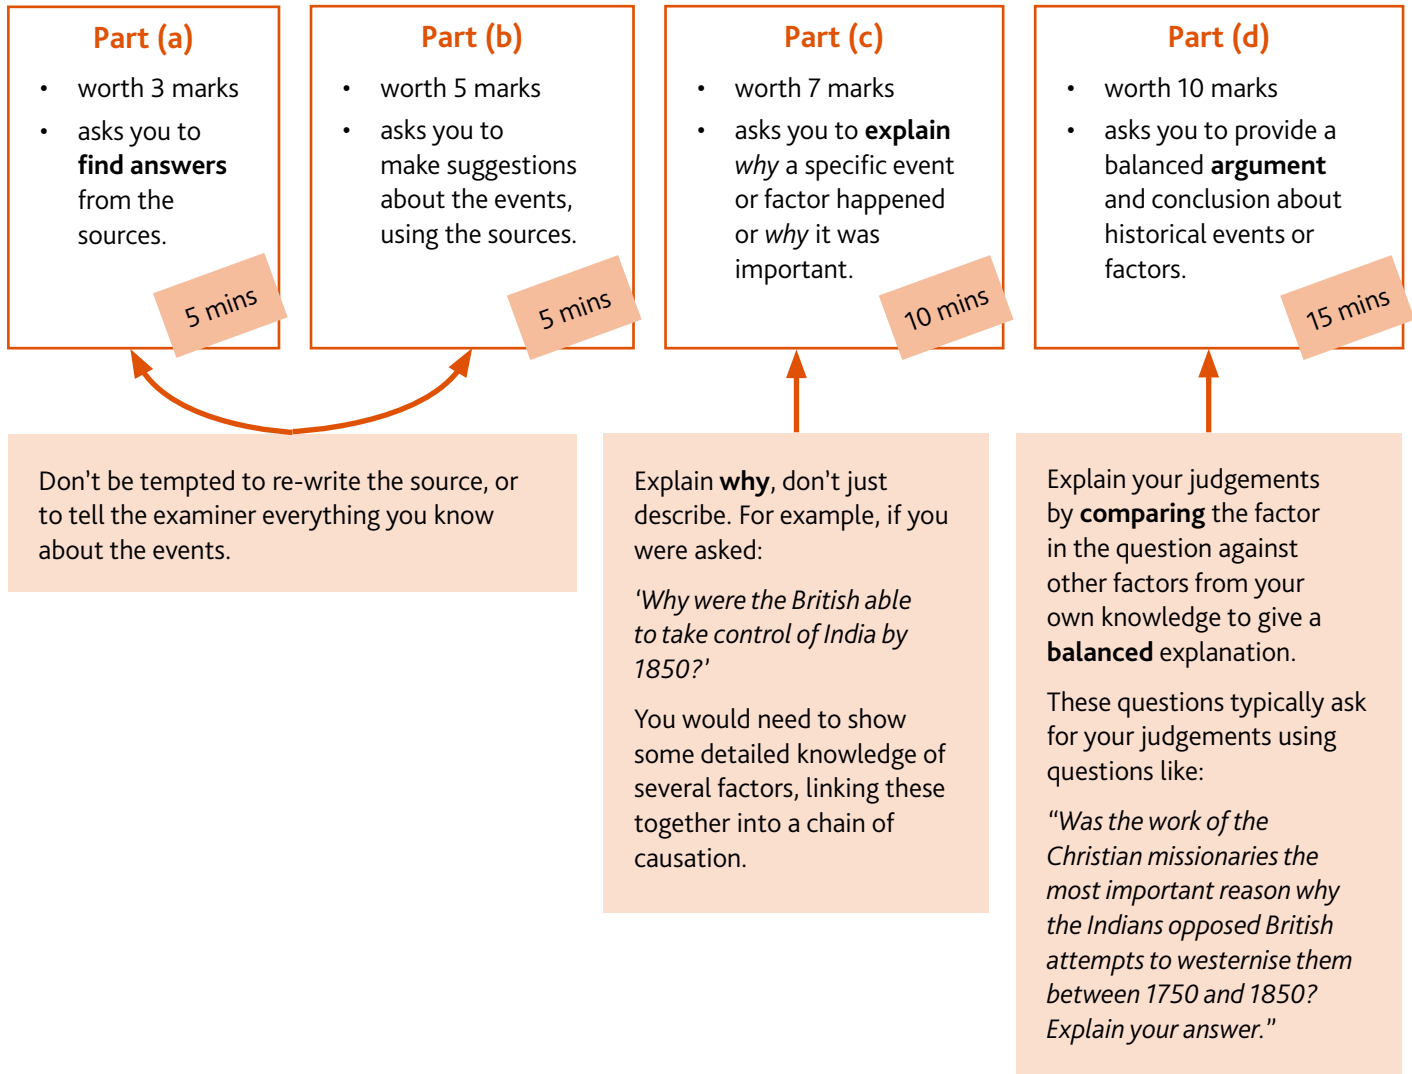 Part (a)
• worth 3 marks
• asks you to
find answers
from the
sources.
5 mins
Part (b)
• worth 5 marks
• asks you to
make suggestions
about the events,
using the sources.
5 mins
Part (c)
• worth 7 marks
• asks you to explain
why a specific event
or factor happened
or why it was
important.
10 mins
Part (d)
• worth 10 marks
• asks you to provide a
balanced argument
and conclusion about
historical events or
factors.
15 mins
Don’t be tempted to re-write the source, or
to tell the examiner everything you know
about the events.
Explain why, don’t just
describe. For example, if you
were asked:
‘Why were the British able
to take control of India by
1850?’
You would need to show
some detailed knowledge of
several factors, linking these
together into a chain of
causation.
Explain your judgements
by comparing the factor
in the question against
other factors from your
own knowledge to give a
balanced explanation.
These questions typically ask
for your judgements using
questions like:
“Was the work of the
Christian missionaries the
most important reason why
the Indians opposed British
attempts to westernise them
between 1750 and 1850?
Explain your answer.”